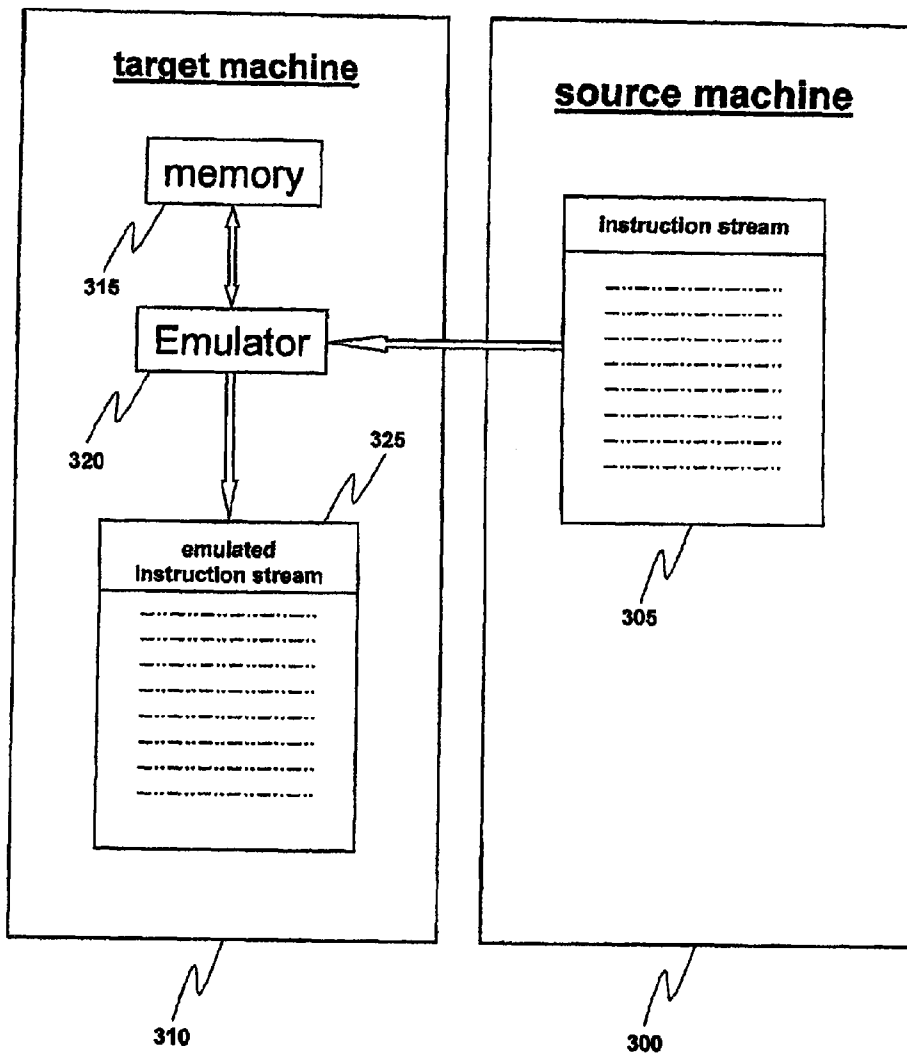 target machine
memory
315
Emulator
320
325
emulated
instruction stream
310
source machine
instruction stream
305
300